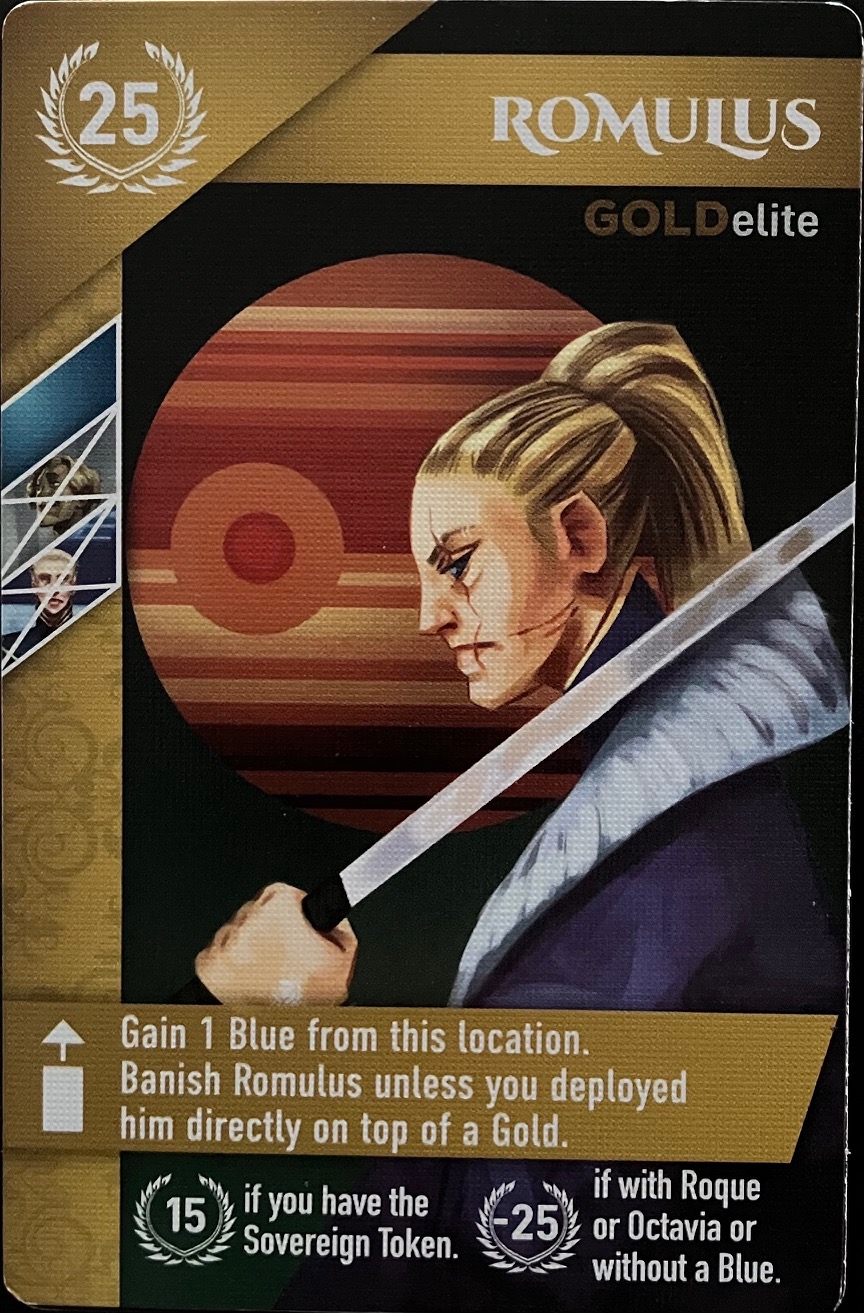 25
ROMULUS
GOLDelite
Gain 1 Blue from this location.
Banish Romulus unless you deployed
him directly on top of a Gold.
15 if you have the
Sovereign Token.
-25 if with Roque
or Octavia or
without a Blue.